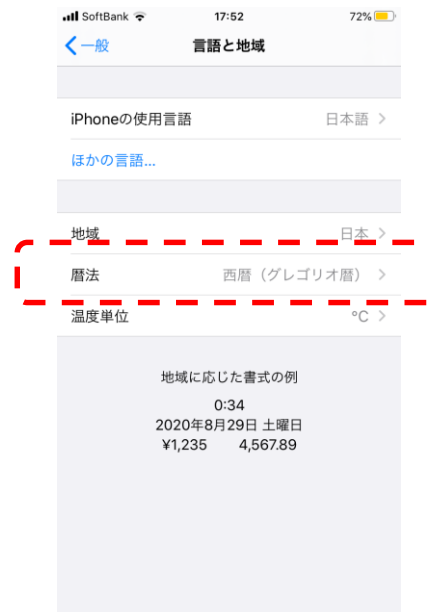 SoftBank 17:52 72%
一般 言語と地域
iPhoneの使用言語 日本語
ほかの言語...
地域 日本
暦法 西暦（グレゴリオ暦）
温度単位 °C
地域に応じた書式の例
0:34
2020年8月29日 土曜日
¥1,235 4,567.89